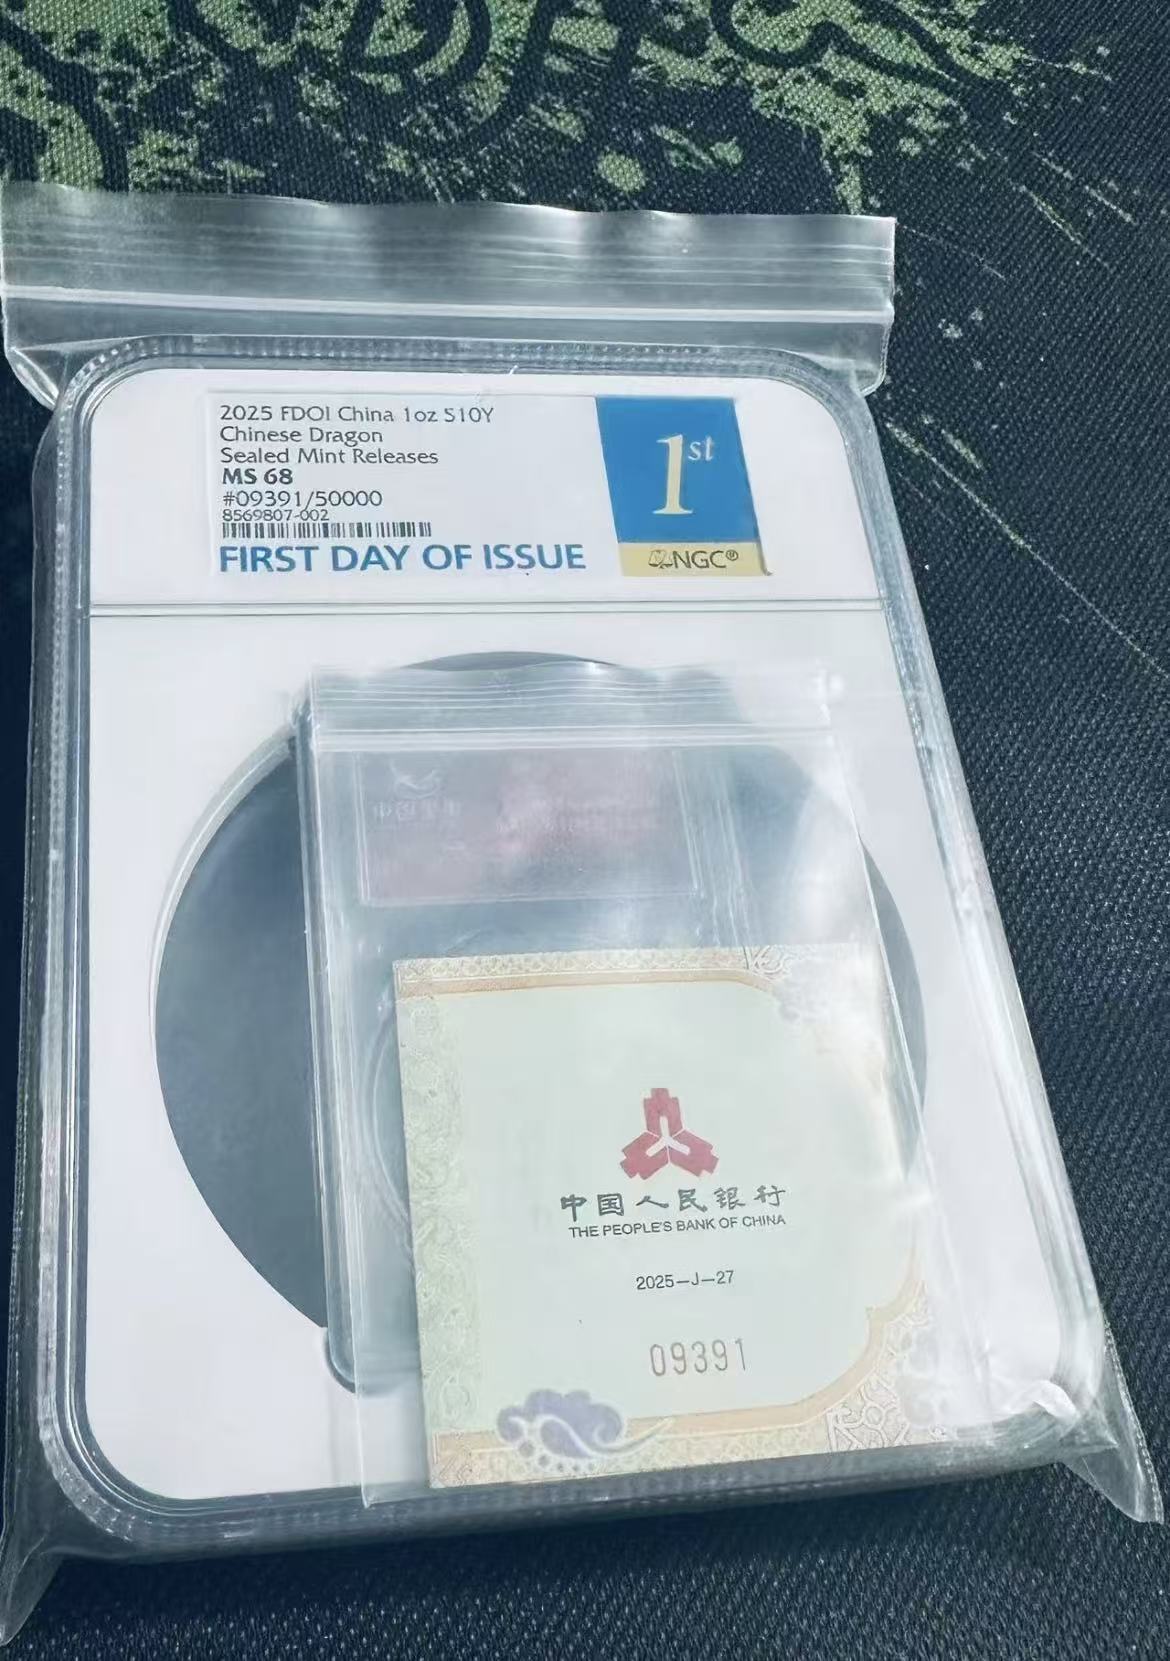 2025 FDOI China 1oz S10Y
Chinese Dragon
Sealed Mint Releases
MS 68
#09391/50000
8569807-002
FIRST DAY OF ISSUE
1st
NGC®
中国人民银行
THE PEOPLE'S BANK OF CHINA
2025—J—27
09391